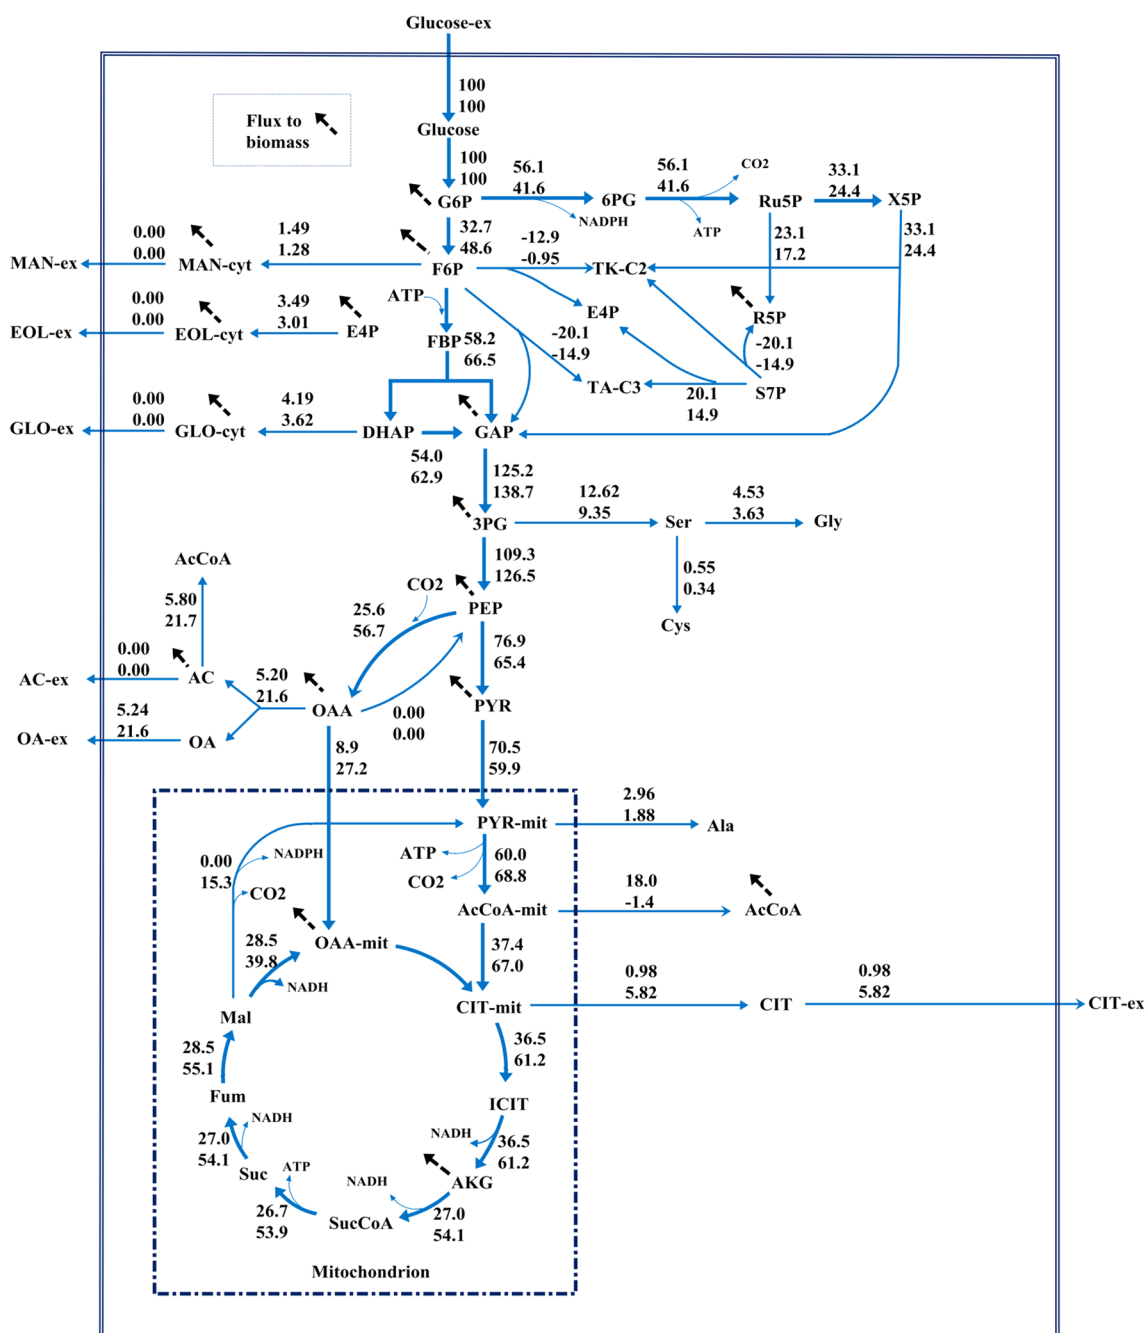 Glucose-ex
100
100
Flux to
biomass
Glucose
100
100
G6P
56.1
41.6
NADPH
6PG
56.1
41.6
CO2
ATP
Ru5P
33.1
24.4
X5P
32.7
48.6
23.1
17.2
33.1
24.4
MAN-ex
0.00
0.00
MAN-cyt
1.49
1.28
F6P
-12.9
-0.95
TK-C2
ATP
E4P
R5P
EOL-ex
0.00
0.00
EOL-cyt
3.49
3.01
E4P
FBP
58.2
66.5
-20.1
-14.9
-20.1
-14.9
TA-C3
20.1
14.9
S7P
GLO-ex
0.00
0.00
GLO-cyt
4.19
3.62
DHAP
54.0
62.9
GAP
125.2
138.7
3PG
12.62
9.35
Ser
4.53
3.63
Gly
0.55
0.34
Cys
109.3
126.5
AcCoA
5.80
21.7
CO2
25.6
56.7
PEP
76.9
65.4
AC-ex
0.00
0.00
AC
5.20
21.6
OAA
0.00
0.00
PYR
OA-ex
5.24
21.6
OA
8.9
27.2
70.5
59.9
PYR-mit
2.96
1.88
Ala
0.00
15.3
NADPH
CO2
ATP
CO2
60.0
68.8
AcCoA-mit
18.0
-1.4
AcCoA
28.5
39.8
NADH
OAA-mit
37.4
67.0
Mal
CIT-mit
0.98
5.82
CIT
0.98
5.82
CIT-ex
28.5
55.1
36.5
61.2
Fum
ICIT
27.0
54.1
NADH
NADH
36.5
61.2
Suc
ATP
NADH
AKG
26.7
53.9
SucCoA
27.0
54.1
Mitochondrion